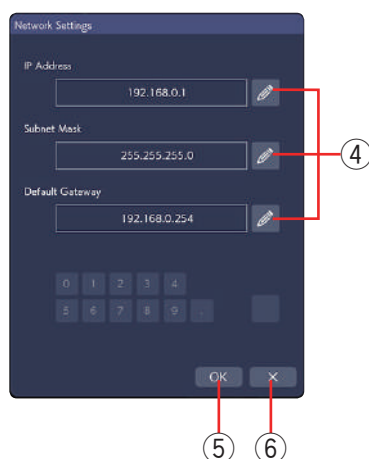 Network Settings
IP Address
192.168.0.1
Subnet Mask
255.255.255.0
④
Default Gateway
192.168.0.254
0 1 2 3 4
5 6 7 8 9 .
OK ×
⑤ ⑥